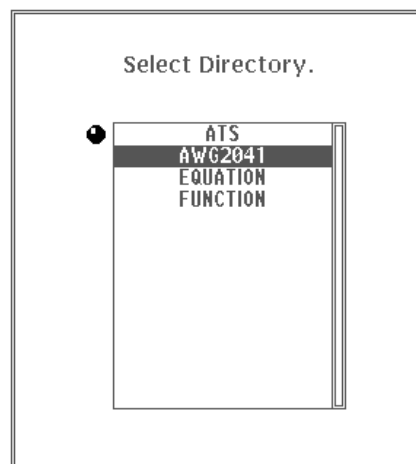 Select Directory.
ATS
AWG2041
EQUATION
FUNCTION